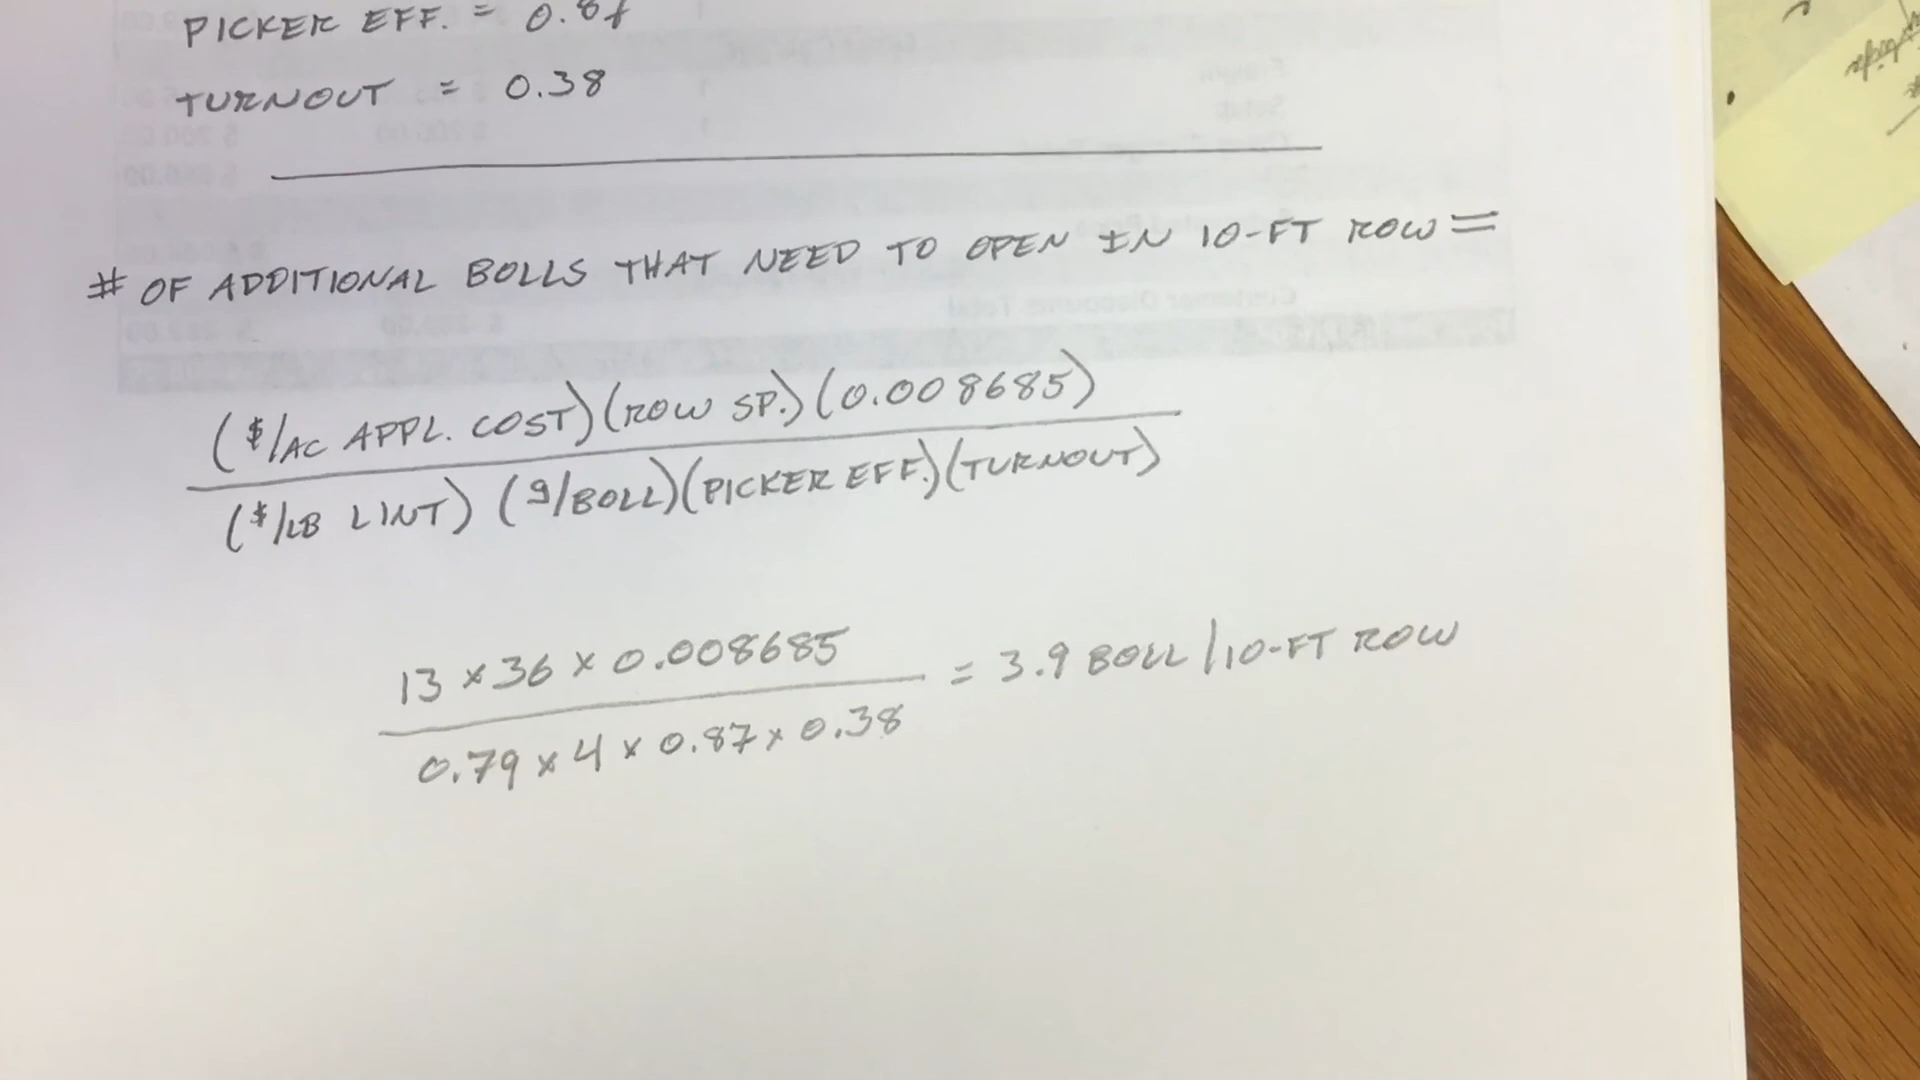 PICKER EFF. = 0.87
TURNOUT = 0.38
# OF ADDITIONAL BOLLS THAT NEED TO OPEN IN 10-FT ROW =
($/AC APPL. COST)(ROW SP.)(0.008685)
($/LB LINT) (g/BOLL)(PICKER EFF.)(TURNOUT)
13 × 36 × 0.008685
0.79 × 4 × 0.87 × 0.38
= 3.9 BOLL/10-FT ROW